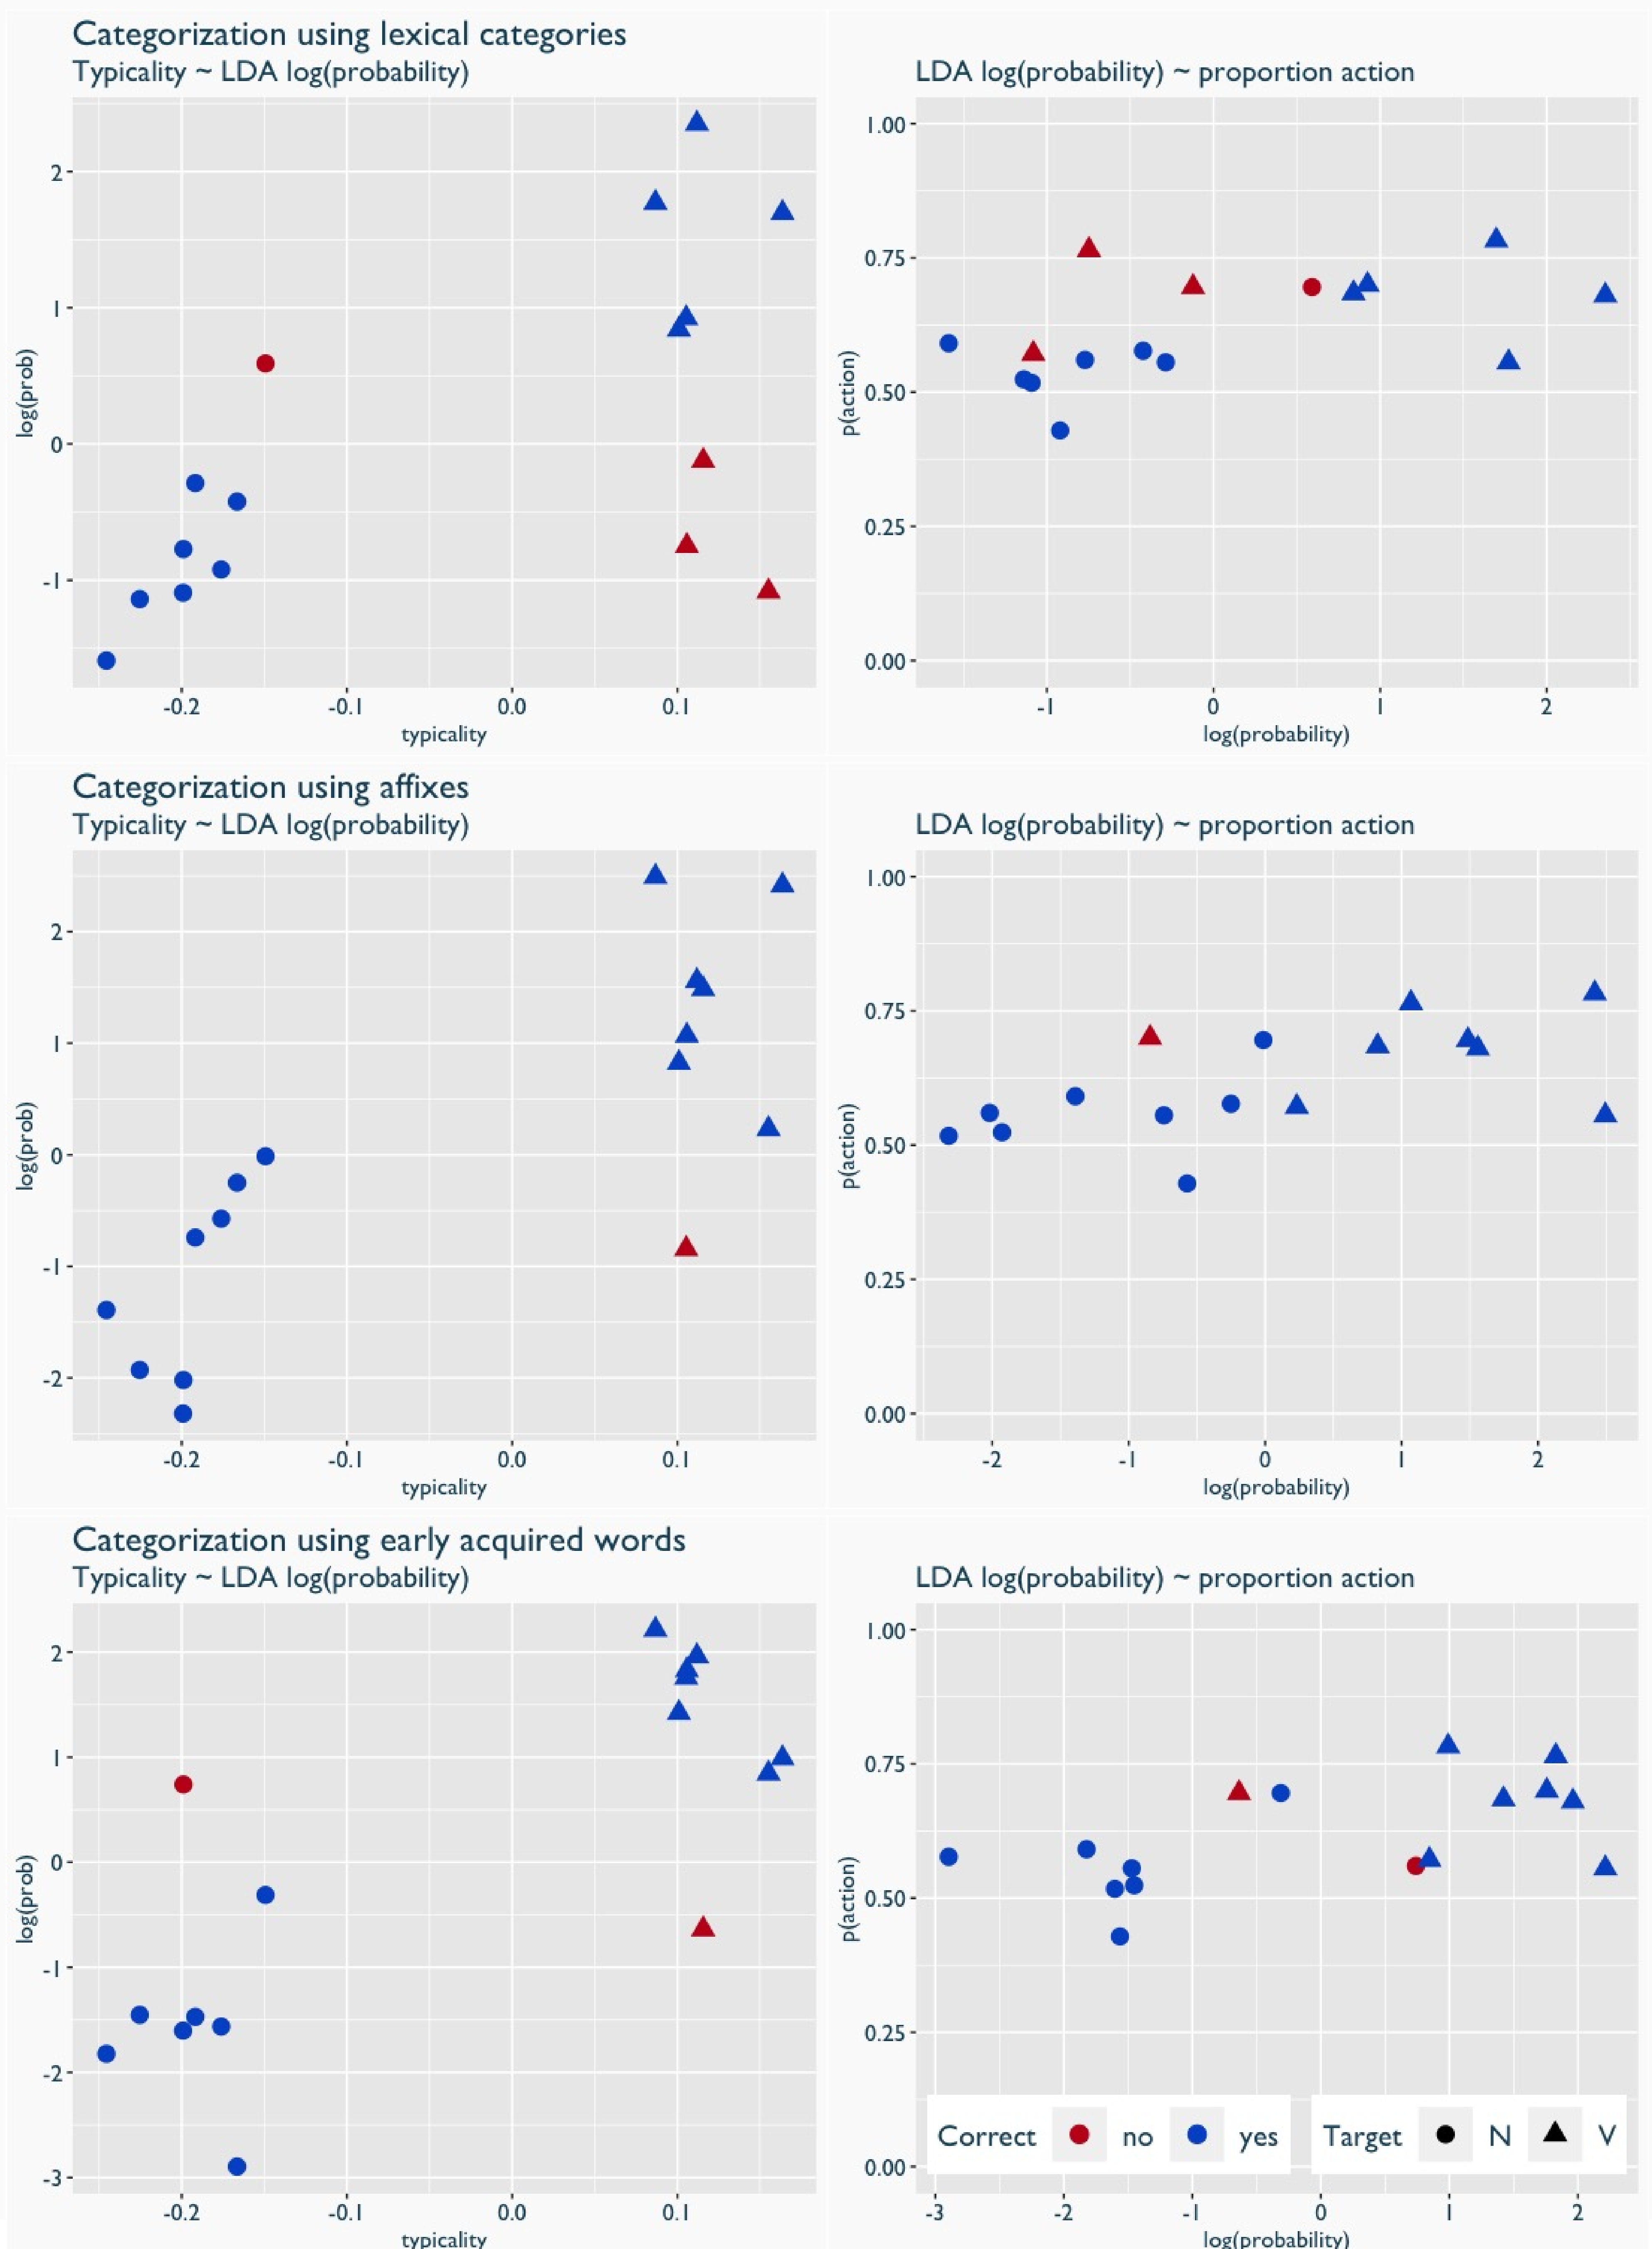 Categorization using lexical categories
Typicality ~ LDA log(probability)
log(prob)
2
1
0
-1
-0.2 -0.1 0.0 0.1
typicality
LDA log(probability) ~ proportion action
p(action)
1.00
0.75
0.50
0.25
0.00
-1 0 1 2
log(probability)
Categorization using affixes
Typicality ~ LDA log(probability)
log(prob)
2
1
0
-1
-2
-0.2 -0.1 0.0 0.1
typicality
LDA log(probability) ~ proportion action
p(action)
1.00
0.75
0.50
0.25
0.00
-2 -1 0 1 2
log(probability)
Categorization using early acquired words
Typicality ~ LDA log(probability)
log(prob)
2
1
0
-1
-2
-3
-0.2 -0.1 0.0 0.1
typicality
LDA log(probability) ~ proportion action
p(action)
1.00
0.75
0.50
0.25
0.00
Correct no yes Target N V
-3 -2 -1 0 1 2
log(probability)